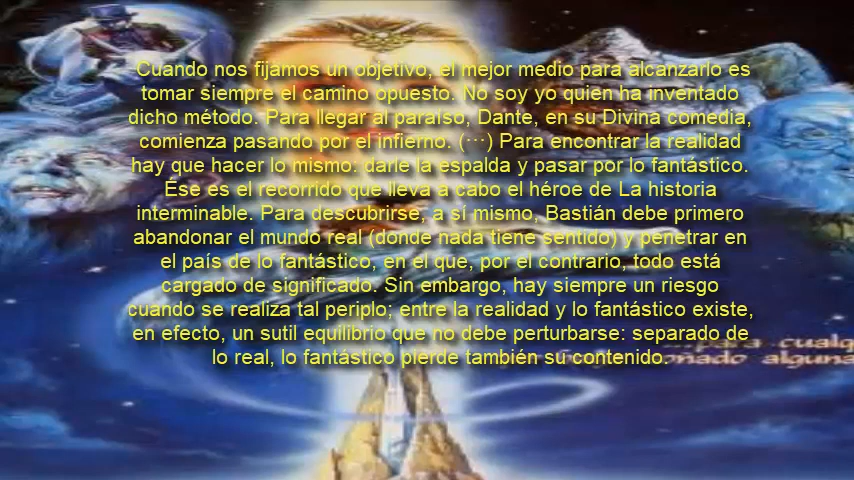 Cuando nos fijamos un objetivo, el mejor medio para alcanzarlo es
tomar siempre el camino opuesto. No soy yo quien ha inventado
dicho método. Para llegar al paraíso, Dante, en su Divina comedia,
comienza pasando por el infierno. (···) Para encontrar la realidad
hay que hacer lo mismo: darle la espalda y pasar por lo fantástico.
Ése es el recorrido que lleva a cabo el héroe de La historia
interminable. Para descubrirse, a sí mismo, Bastián debe primero
abandonar el mundo real (donde nada tiene sentido) y penetrar en
el país de lo fantástico, en el que, por el contrario, todo está
cargado de significado. Sin embargo, hay siempre un riesgo
cuando se realiza tal periplo; entre la realidad y lo fantástico existe,
en efecto, un sutil equilibrio que no debe perturbarse: separado de
lo real, lo fantástico pierde también su contenido.